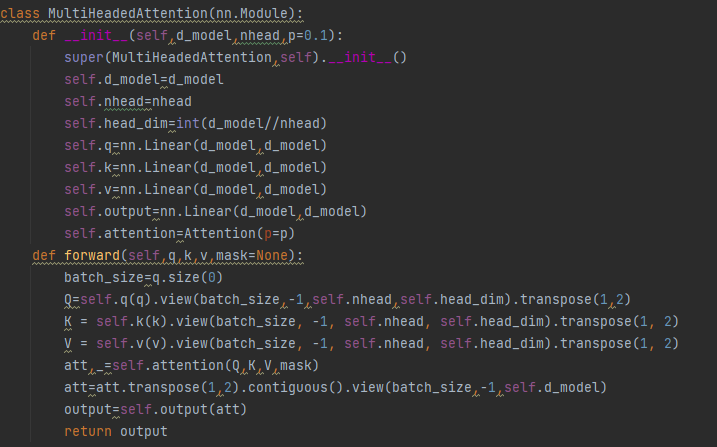 class MultiHeadedAttention(nn.Module):
    def __init__(self,d_model,nhead,p=0.1):
        super(MultiHeadedAttention,self).__init__()
        self.d_model=d_model
        self.nhead=nhead
        self.head_dim=int(d_model//nhead)
        self.q=nn.Linear(d_model,d_model)
        self.k=nn.Linear(d_model,d_model)
        self.v=nn.Linear(d_model,d_model)
        self.output=nn.Linear(d_model,d_model)
        self.attention=Attention(p=p)
    def forward(self,q,k,v,mask=None):
        batch_size=q.size(0)
        Q=self.q(q).view(batch_size,-1,self.nhead,self.head_dim).transpose(1,2)
        K = self.k(k).view(batch_size, -1, self.nhead, self.head_dim).transpose(1, 2)
        V = self.v(v).view(batch_size, -1, self.nhead, self.head_dim).transpose(1, 2)
        att,_=self.attention(Q,K,V,mask)
        att=att.transpose(1,2).contiguous().view(batch_size,-1,self.d_model)
        output=self.output(att)
        return output